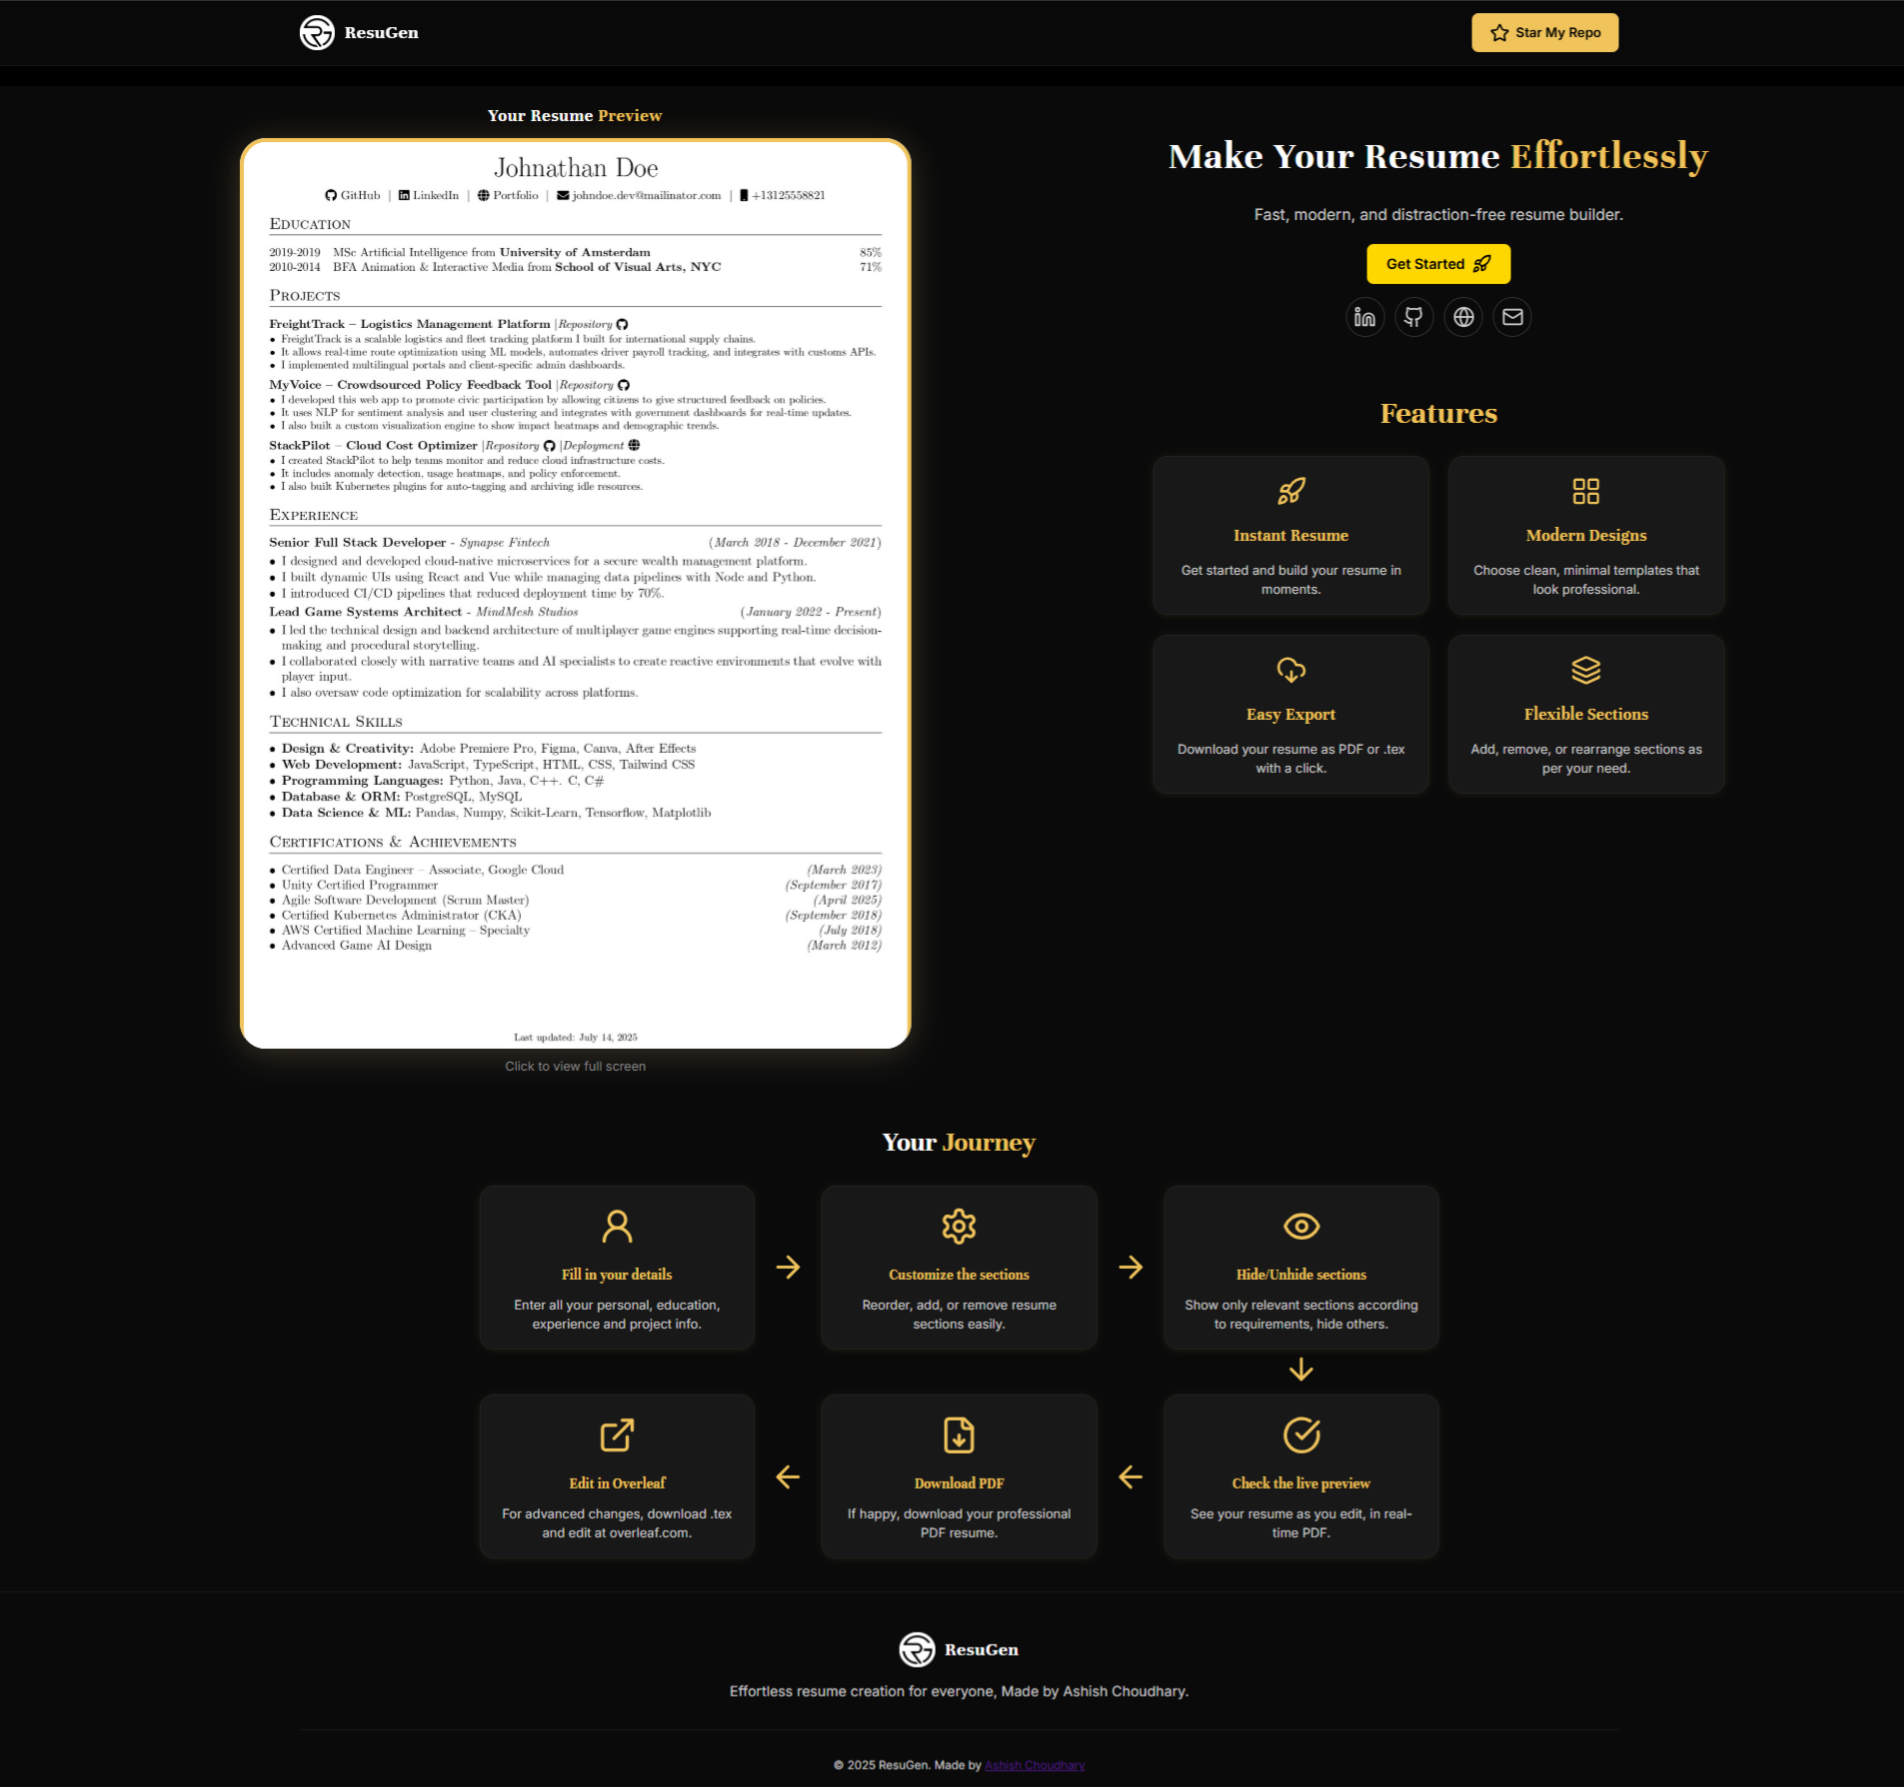 ResuGen
Star My Repo
Your Resume Preview
Johnathan Doe
GitHub | LinkedIn | Portfolio | johndoe.dev@mailinator.com | +13125558821
Education
2019-2019 MSc Artificial Intelligence from University of Amsterdam 85%
2010-2014 BFA Animation & Interactive Media from School of Visual Arts, NYC 71%
Projects
FreightTrack – Logistics Management Platform |Repository
• FreightTrack is a scalable logistics and fleet tracking platform I built for international supply chains.
• It allows real-time route optimization using ML models, automates driver payroll tracking, and integrates with customs APIs.
• I implemented multilingual portals and client-specific admin dashboards.
MyVoice – Crowdsourced Policy Feedback Tool |Repository
• I developed this web app to promote civic participation by allowing citizens to give structured feedback on policies.
• It uses NLP for sentiment analysis and user clustering and integrates with government dashboards for real-time updates.
• I also built a custom visualization engine to show impact heatmaps and demographic trends.
StackPilot – Cloud Cost Optimizer |Repository |Deployment
• I created StackPilot to help teams monitor and reduce cloud infrastructure costs.
• It includes anomaly detection, usage heatmaps, and policy enforcement.
• I also built Kubernetes plugins for auto-tagging and archiving idle resources.
Experience
Senior Full Stack Developer - Synapse Fintech (March 2018 - December 2021)
• I designed and developed cloud-native microservices for a secure wealth management platform.
• I built dynamic UIs using React and Vue while managing data pipelines with Node and Python.
• I introduced CI/CD pipelines that reduced deployment time by 70%.
Lead Game Systems Architect - MindMesh Studios (January 2022 - Present)
• I led the technical design and backend architecture of multiplayer game engines supporting real-time decision-
making and procedural storytelling.
• I collaborated closely with narrative teams and AI specialists to create reactive environments that evolve with
player input.
• I also oversaw code optimization for scalability across platforms.
Technical Skills
• Design & Creativity: Adobe Premiere Pro, Figma, Canva, After Effects
• Web Development: JavaScript, TypeScript, HTML, CSS, Tailwind CSS
• Programming Languages: Python, Java, C++. C, C#
• Database & ORM: PostgreSQL, MySQL
• Data Science & ML: Pandas, Numpy, Scikit-Learn, Tensorflow, Matplotlib
Certifications & Achievements
• Certified Data Engineer – Associate, Google Cloud (March 2023)
• Unity Certified Programmer (September 2017)
• Agile Software Development (Scrum Master) (April 2025)
• Certified Kubernetes Administrator (CKA) (September 2018)
• AWS Certified Machine Learning – Specialty (July 2018)
• Advanced Game AI Design (March 2012)
Last updated: July 14, 2025
Click to view full screen
Make Your Resume Effortlessly
Fast, modern, and distraction-free resume builder.
Get Started
Features
Instant Resume
Get started and build your resume in
moments.
Modern Designs
Choose clean, minimal templates that
look professional.
Easy Export
Download your resume as PDF or .tex
with a click.
Flexible Sections
Add, remove, or rearrange sections as
per your need.
Your Journey
Fill in your details
Enter all your personal, education,
experience and project info.
Customize the sections
Reorder, add, or remove resume
sections easily.
Hide/Unhide sections
Show only relevant sections according
to requirements, hide others.
Edit in Overleaf
For advanced changes, download .tex
and edit at overleaf.com.
Download PDF
If happy, download your professional
PDF resume.
Check the live preview
See your resume as you edit, in real-
time PDF.
ResuGen
Effortless resume creation for everyone, Made by Ashish Choudhary.
© 2025 ResuGen. Made by Ashish Choudhary